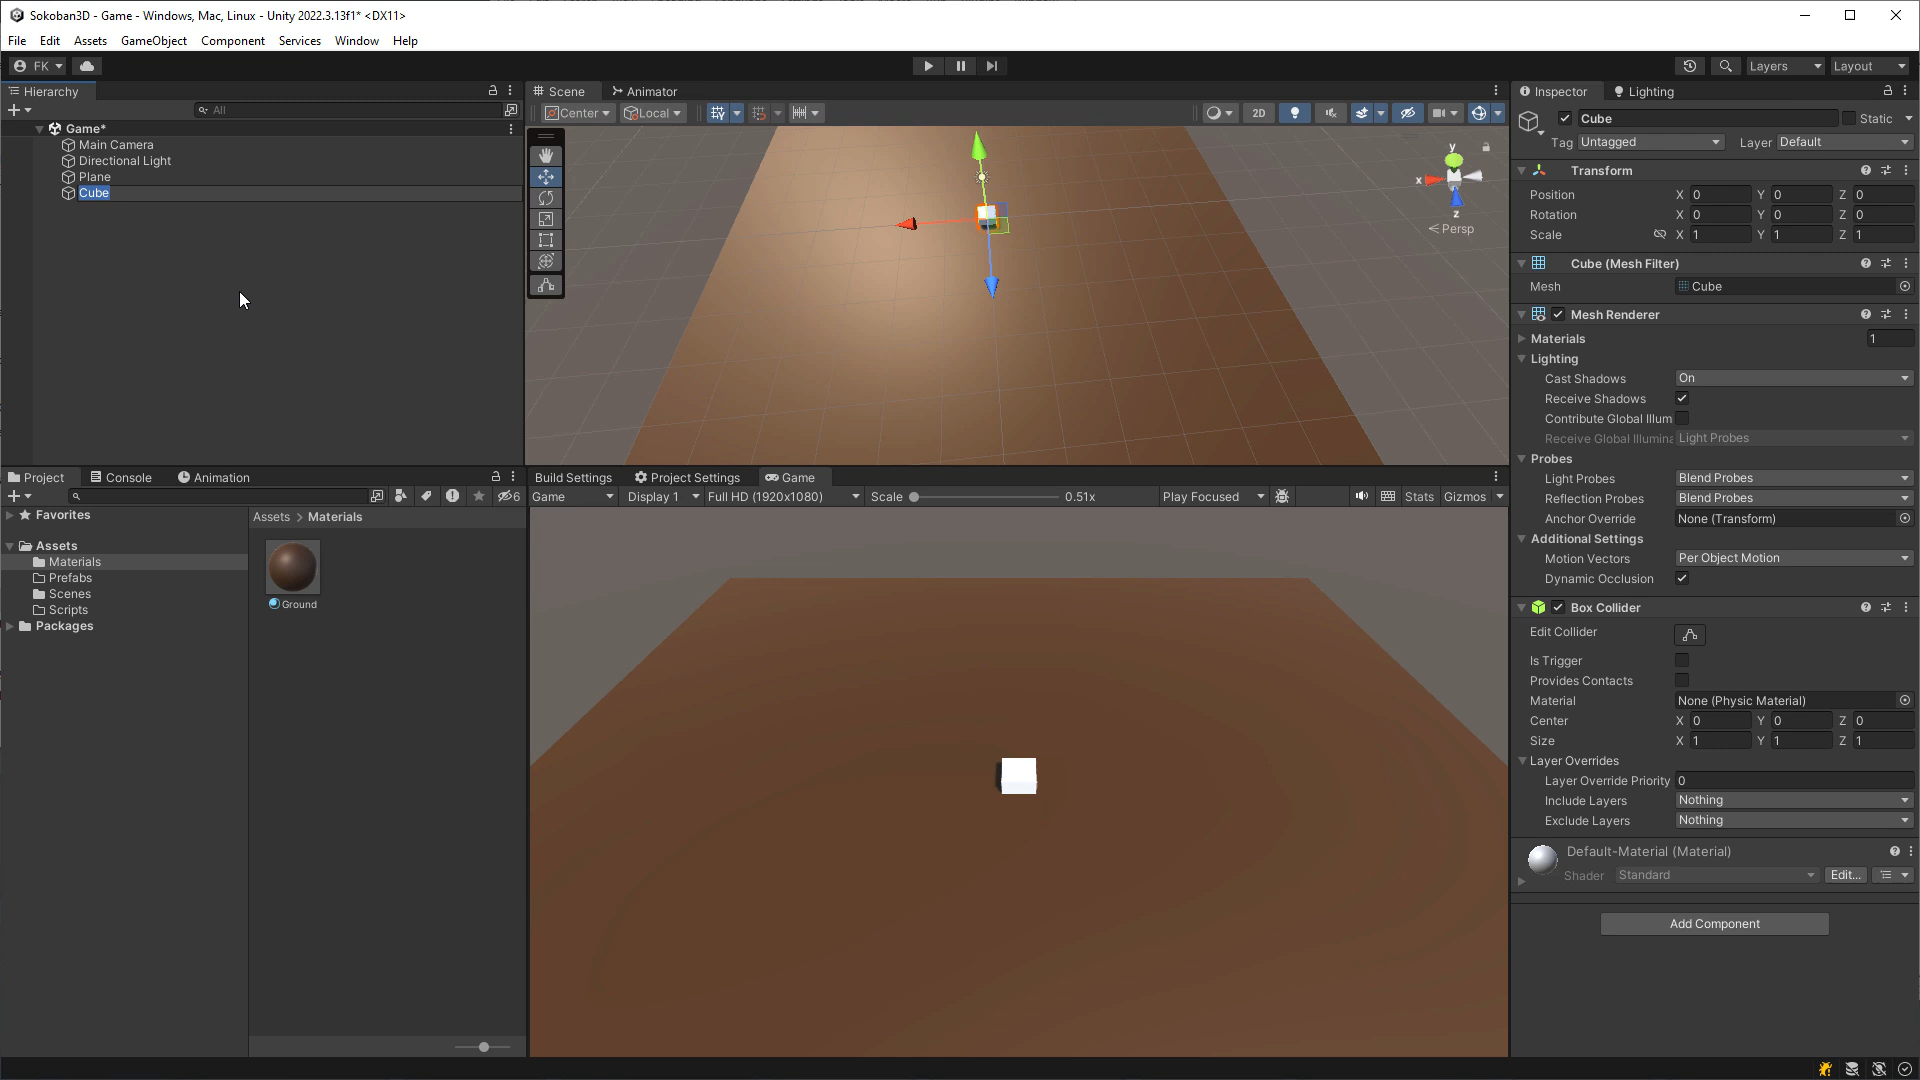 Sokoban3D - Game - Windows, Mac, Linux - Unity 2022.3.13f1* <DX11>
File Edit Assets GameObject Component Services Window Help
FK
Layers Layout
Hierarchy
All
Game*
Main Camera
Directional Light
Plane
Cube
Scene Animator
Center Local 2D
y
x
z
Persp
Inspector Lighting
Cube Static
Tag Untagged Layer Default
Transform
Position X 0 Y 0 Z 0
Rotation X 0 Y 0 Z 0
Scale X 1 Y 1 Z 1
Cube (Mesh Filter)
Mesh Cube
Mesh Renderer
Materials 1
Lighting
Cast Shadows On
Receive Shadows
Contribute Global Illum
Receive Global Illumina Light Probes
Probes
Light Probes Blend Probes
Reflection Probes Blend Probes
Anchor Override None (Transform)
Additional Settings
Motion Vectors Per Object Motion
Dynamic Occlusion
Box Collider
Edit Collider
Is Trigger
Provides Contacts
Material None (Physic Material)
Center X 0 Y 0 Z 0
Size X 1 Y 1 Z 1
Layer Overrides
Layer Override Priority 0
Include Layers Nothing
Exclude Layers Nothing
Default-Material (Material)
Shader Standard Edit...
Add Component
Project Console Animation
6
Favorites
Assets
Materials
Prefabs
Scenes
Scripts
Packages
Assets > Materials
Ground
Build Settings Project Settings Game
Game Display 1 Full HD (1920x1080) Scale 0.51x Play Focused Stats Gizmos